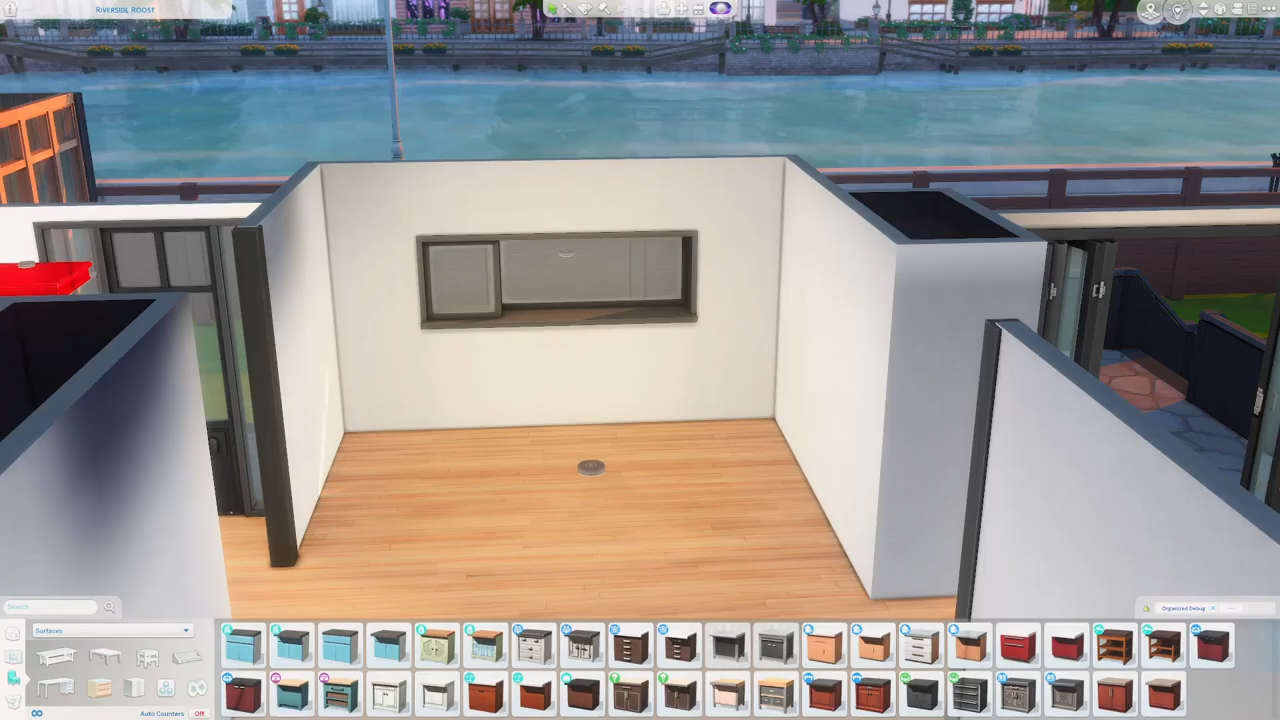 RIVERSIDE ROOST
Search
Organized Debug
Surfaces
Auto Counters Off